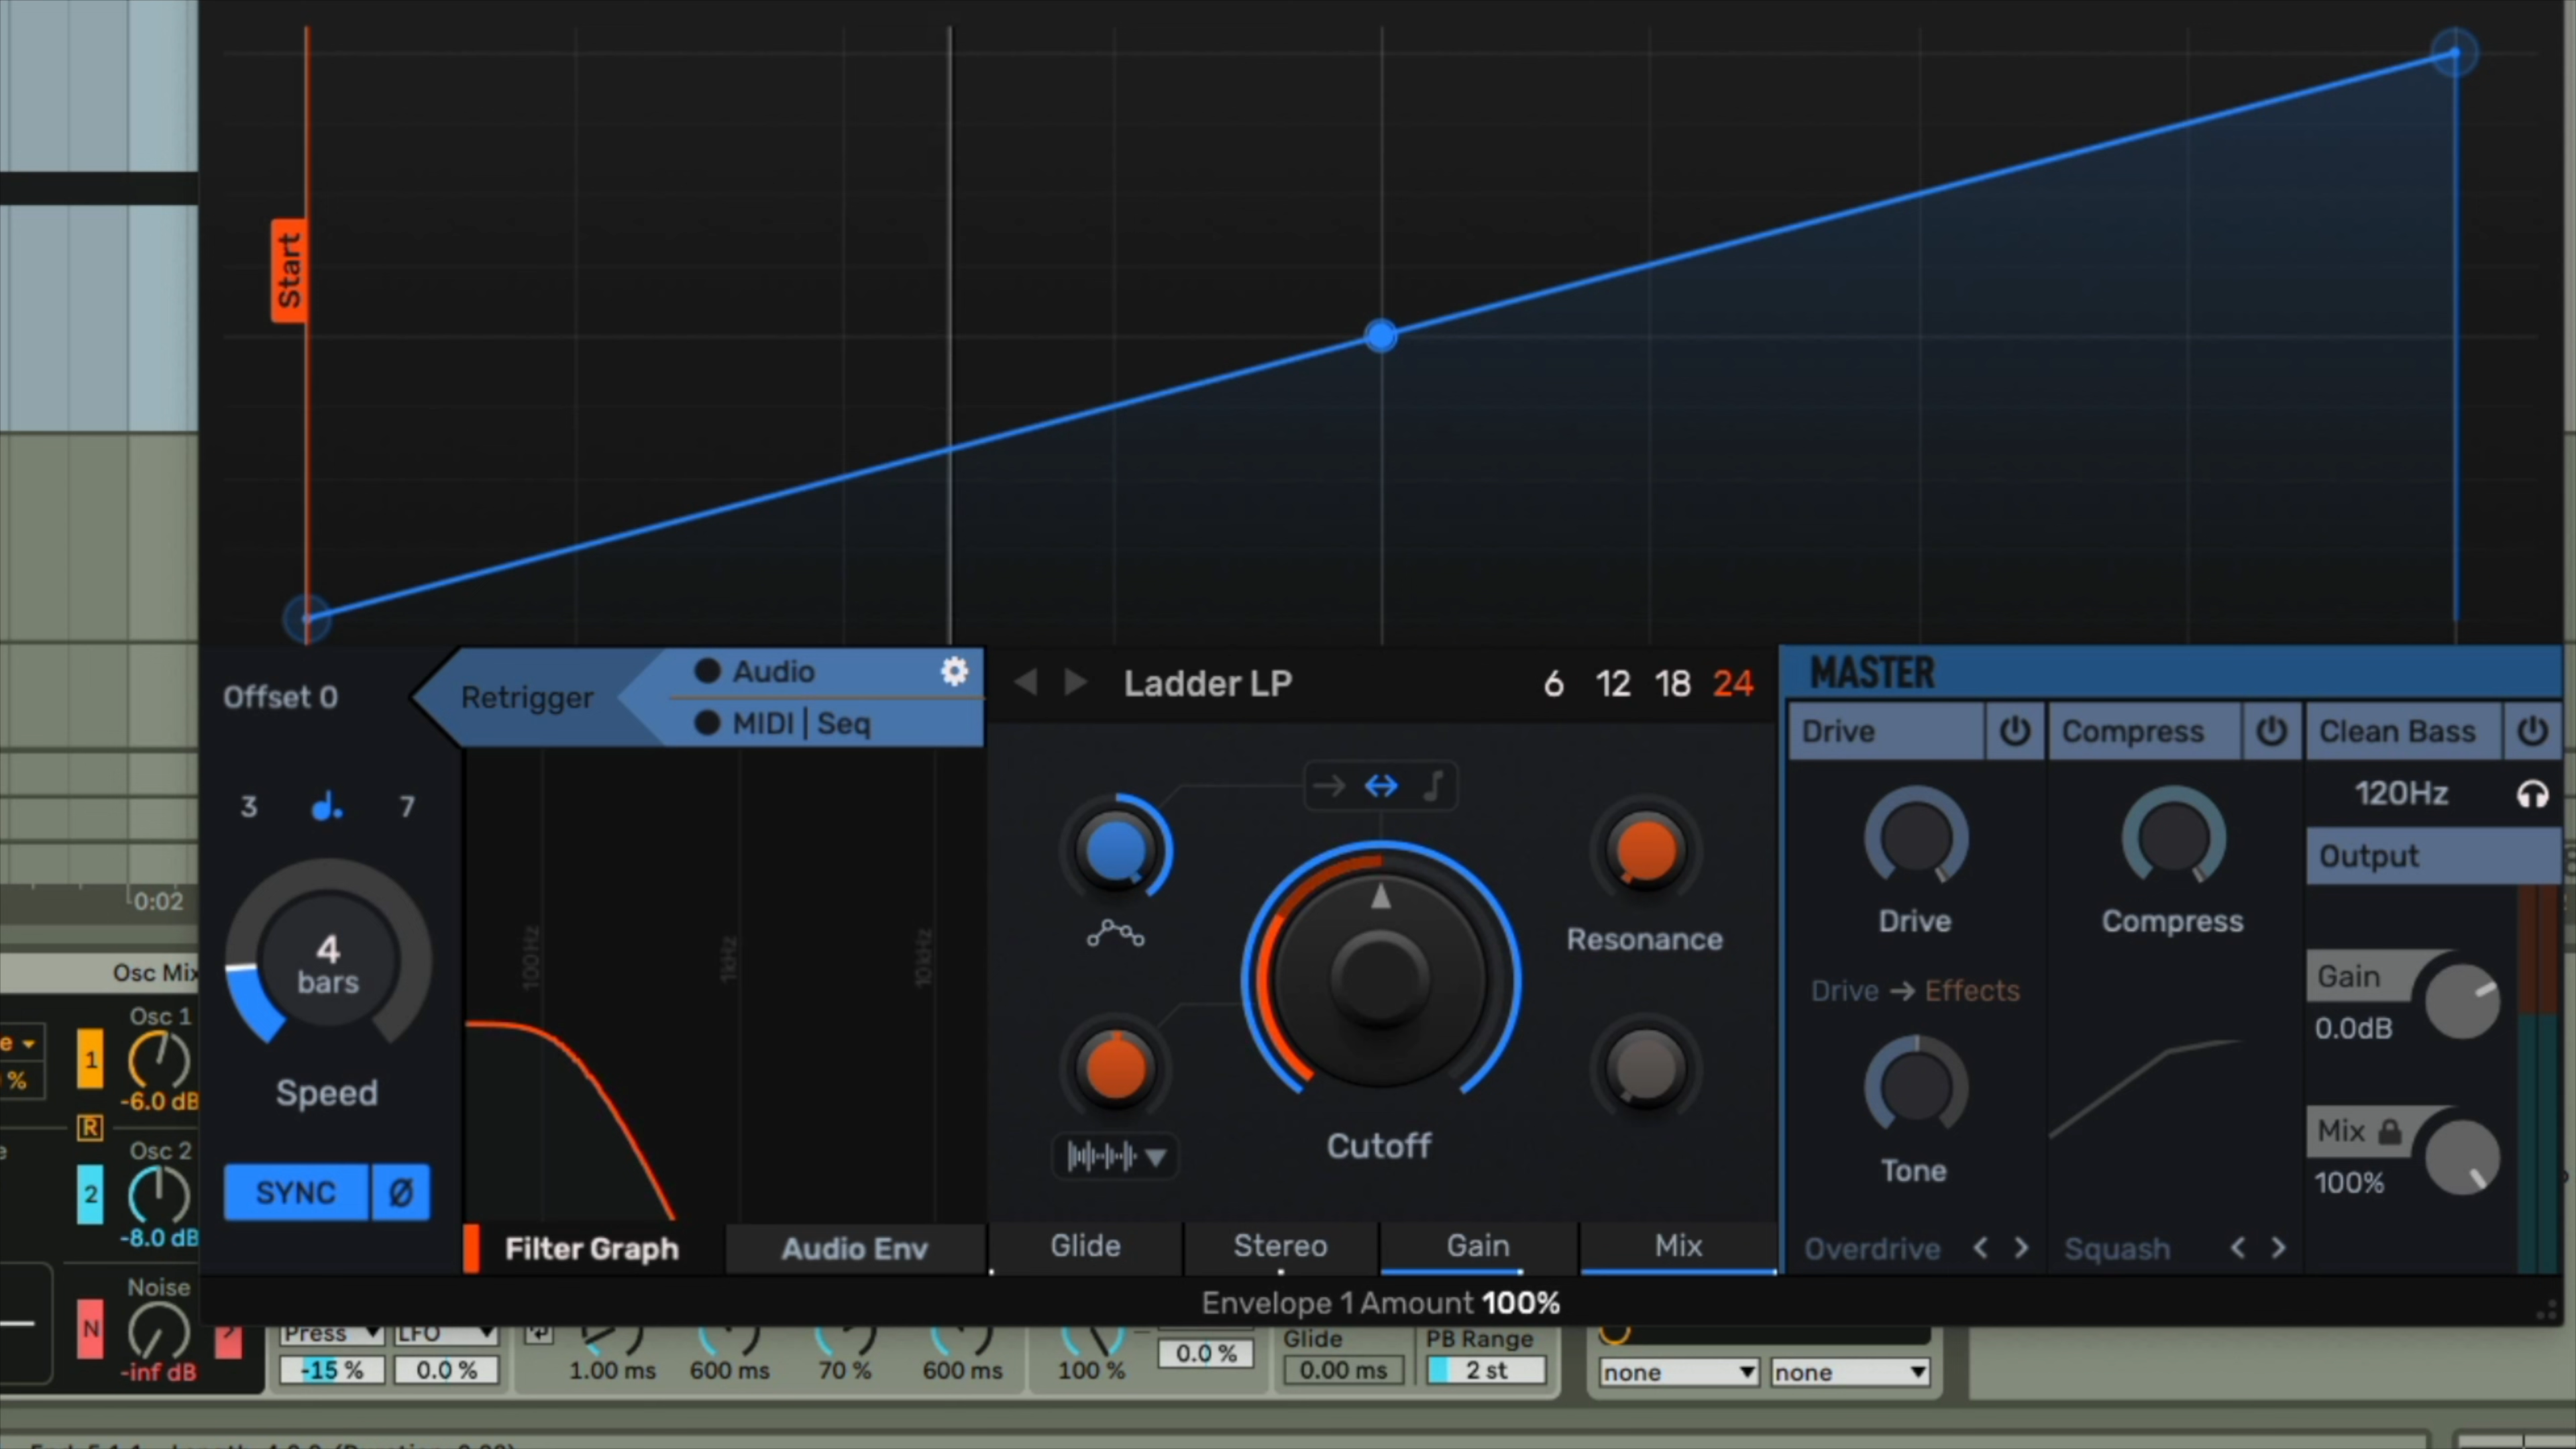 Start
Offset 0
Retrigger
Audio
MIDI | Seq
3
7
4
bars
Speed
SYNC
Ø
100Hz
1kHz
10kHz
Filter Graph
Audio Env
Ladder LP
6 12 18 24
Resonance
Cutoff
Glide
Stereo
Gain
Mix
Envelope 1 Amount 100%
MASTER
Drive
Compress
Clean Bass
120Hz
Output
Drive
Compress
Drive → Effects
Tone
Gain
0.0dB
Mix
100%
Overdrive < >
Squash < >
0:02
Osc Mix
Osc 1
1
-6.0 dB
%
R
Osc 2
2
-8.0 dB
Noise
N
-inf dB
Press
LFO
-15 %
0.0 %
1.00 ms
600 ms
70 %
600 ms
100 %
0.0 %
Glide
0.00 ms
PB Range
2 st
none
none